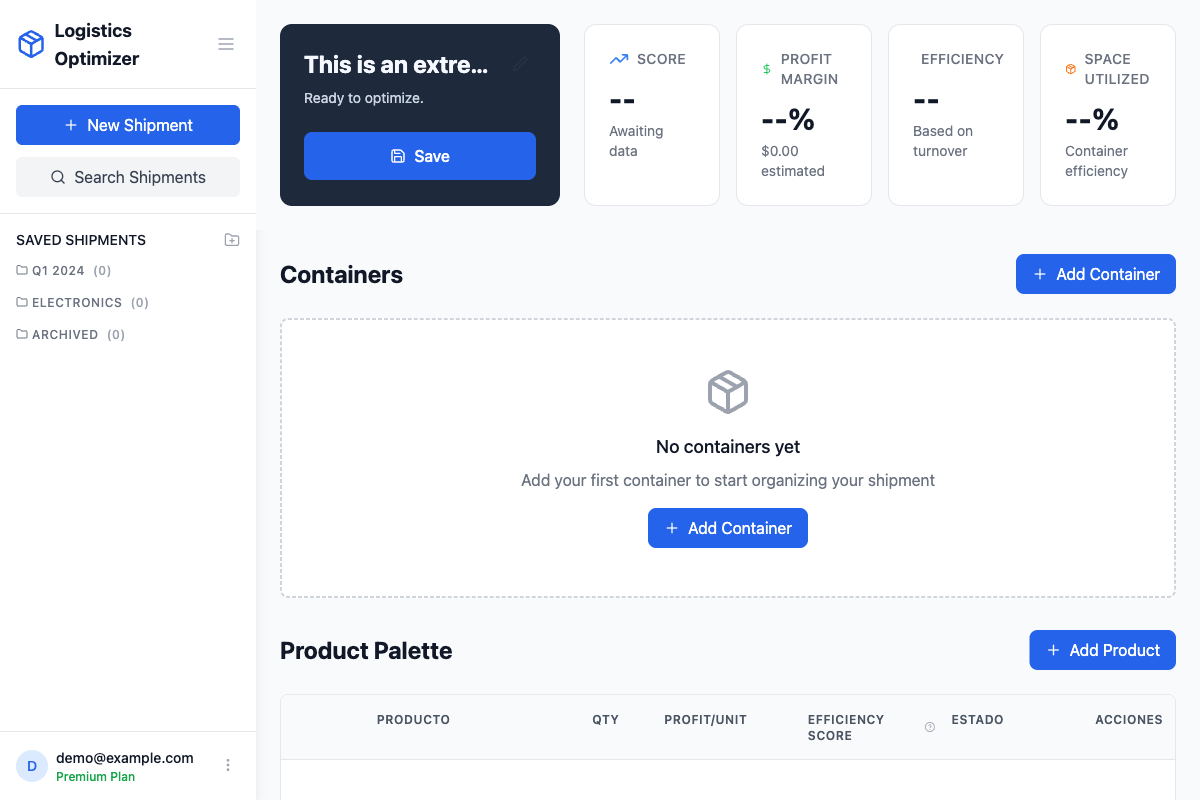 Logistics
Optimizer
New Shipment
Search Shipments
SAVED SHIPMENTS
Q1 2024 (0)
ELECTRONICS (0)
ARCHIVED (0)
D
demo@example.com
Premium Plan
This is an extre...
Ready to optimize.
Save
SCORE
--
Awaiting
data
PROFIT
MARGIN
--%
$0.00
estimated
EFFICIENCY
--
Based on
turnover
SPACE
UTILIZED
--%
Container
efficiency
Containers
Add Container
No containers yet
Add your first container to start organizing your shipment
Add Container
Product Palette
Add Product
PRODUCTO
QTY
PROFIT/UNIT
EFFICIENCY
SCORE
ESTADO
ACCIONES